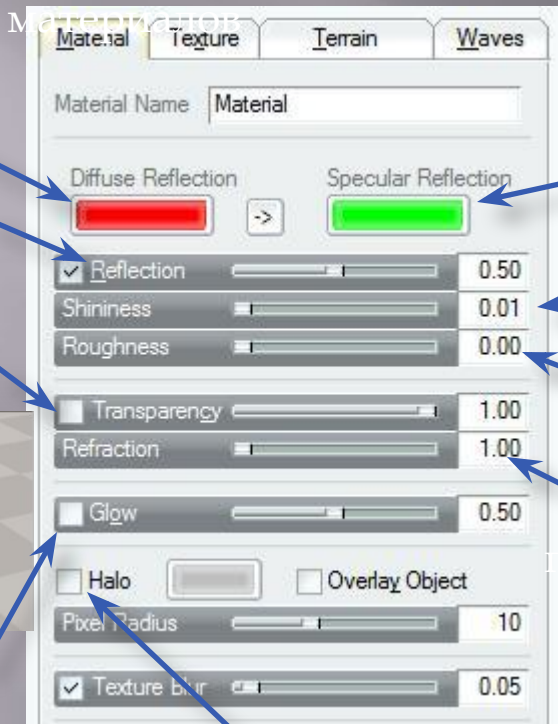 материалов
Material Texture Terrain Waves
Material Name Material
Diffuse Reflection Specular Reflection
->
Reflection 0.50
Shininess 0.01
Roughness 0.00
Transparency 1.00
Refraction 1.00
Glow 0.50
Halo Overlay Object
Pixel Radius 10
Texture Blur 0.05